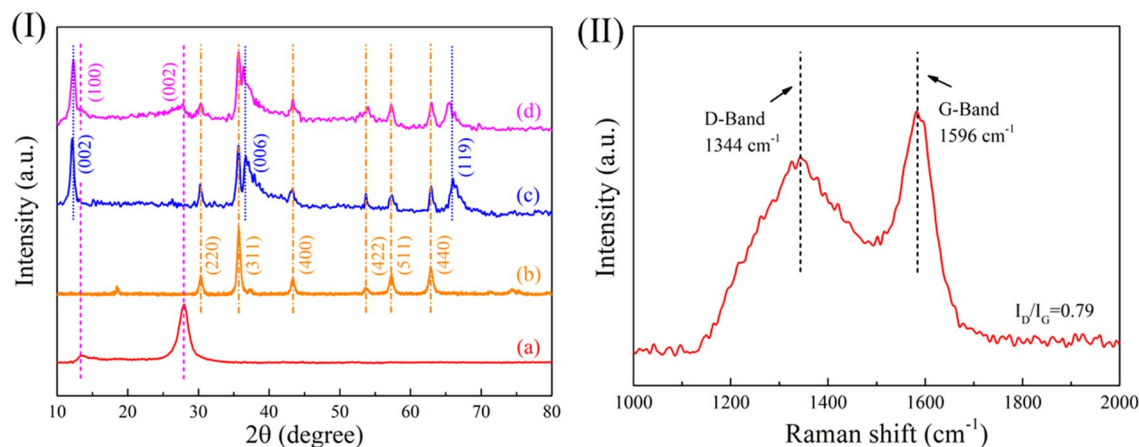 (I)
Intensity (a.u.)
(100)
(002)
(d)
(002)
(006)
(119)
(c)
(220)
(311)
(400)
(422)
(511)
(440)
(b)
(a)
10 20 30 40 50 60 70 80
2θ (degree)
(II)
Intensity (a.u.)
D-Band
1344 cm⁻¹
G-Band
1596 cm⁻¹
I_D/I_G=0.79
1000 1200 1400 1600 1800 2000
Raman shift (cm⁻¹)